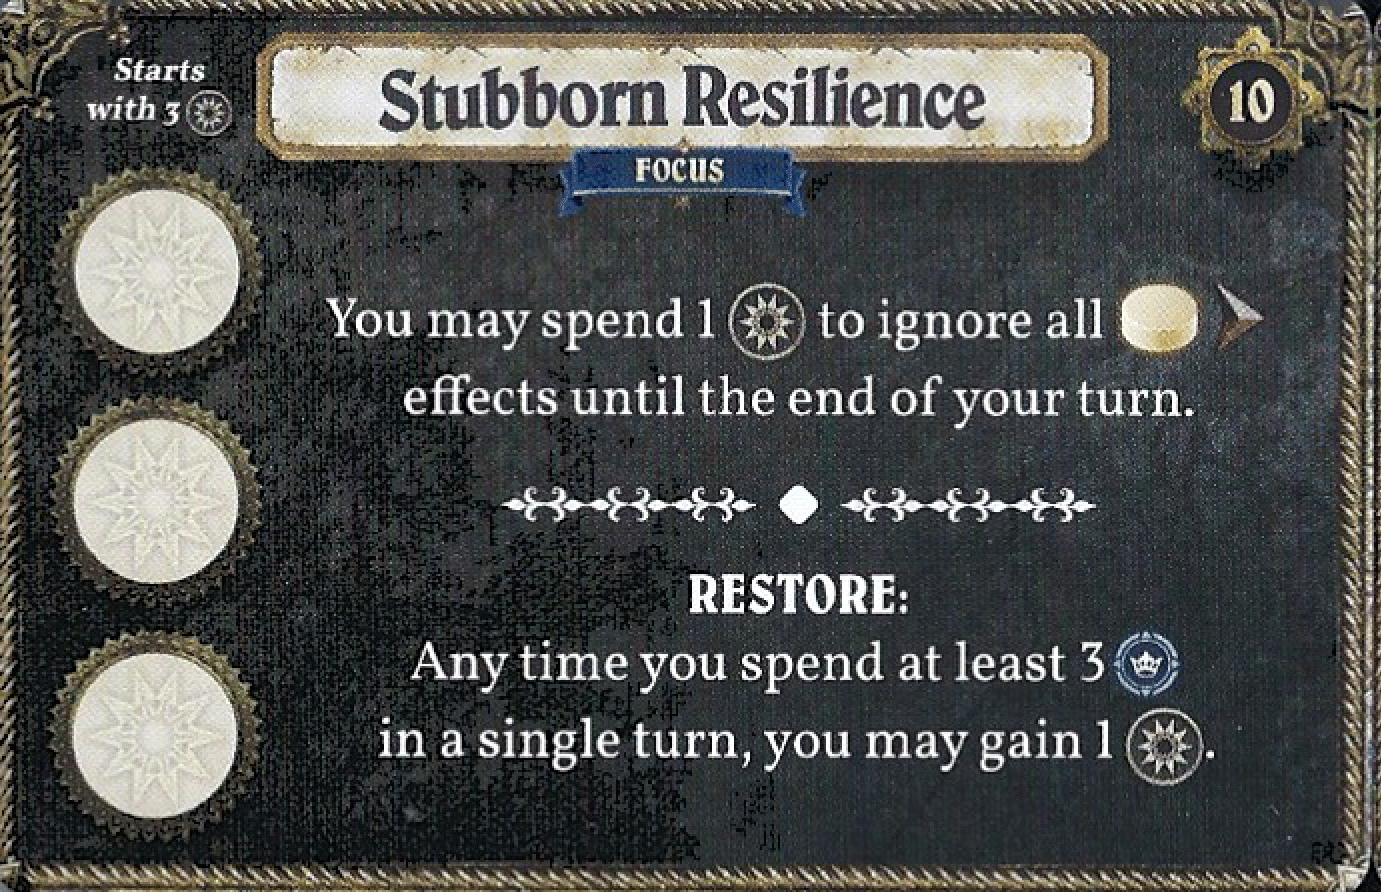 Starts
with 3
Stubborn Resilience
10
FOCUS
You may spend 1 to ignore all
effects until the end of your turn.
RESTORE:
Any time you spend at least 3
in a single turn, you may gain 1 .